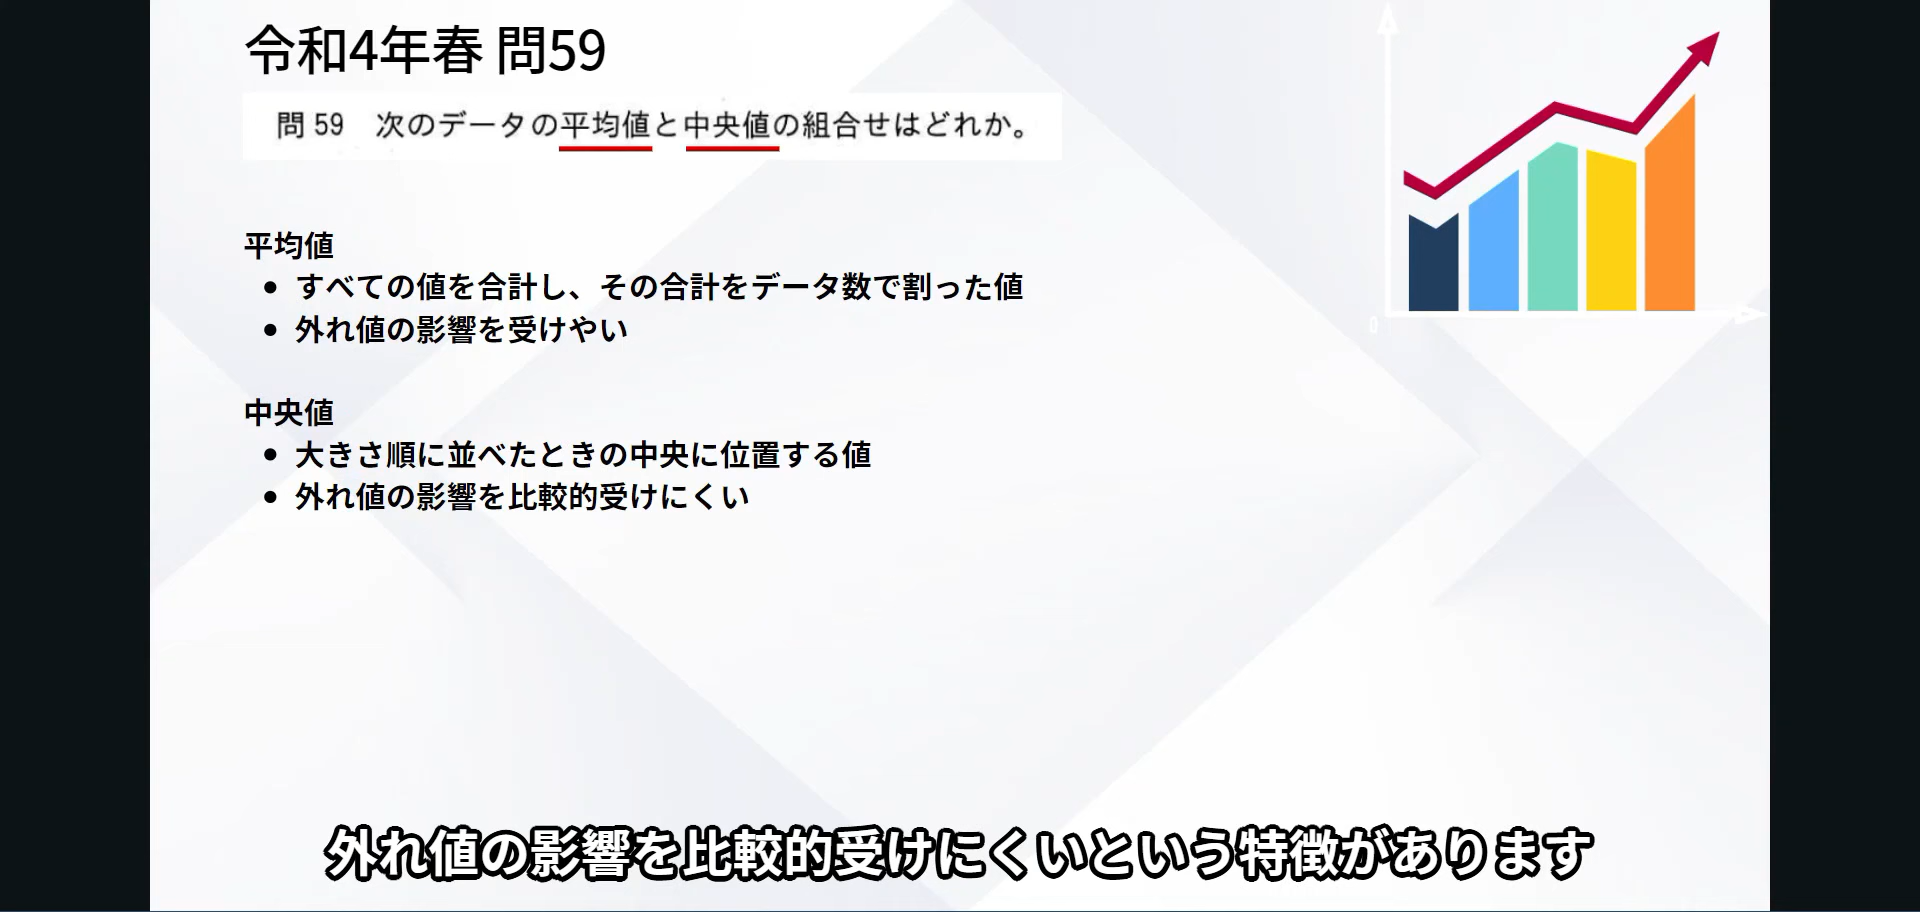 令和4年春 問59
問 59 次のデータの平均値と中央値の組合せはどれか。
平均値
• すべての値を合計し、その合計をデータ数で割った値
• 外れ値の影響を受けやい
中央値
• 大きさ順に並べたときの中央に位置する値
• 外れ値の影響を比較的受けにくい
0
外れ値の影響を比較的受けにくいという特徴があります